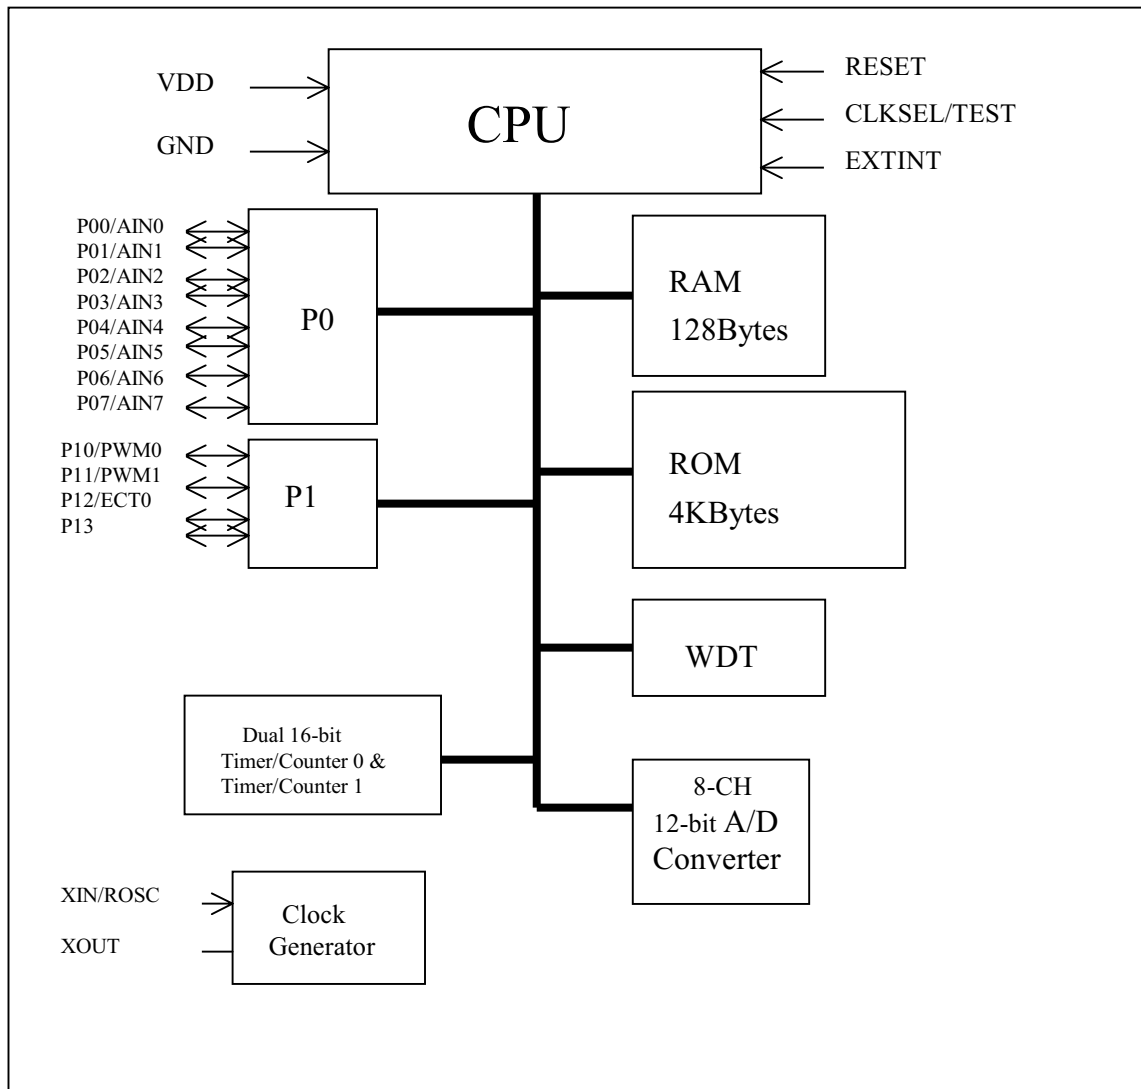 VDD
GND
CPU
RESET
CLKSEL/TEST
EXTINT
P00/AIN0
P01/AIN1
P02/AIN2
P03/AIN3
P04/AIN4
P05/AIN5
P06/AIN6
P07/AIN7
P0
RAM
128Bytes
P10/PWM0
P11/PWM1
P12/ECT0
P13
P1
ROM
4KBytes
WDT
Dual 16-bit
Timer/Counter 0 &
Timer/Counter 1
8-CH
12-bit A/D
Converter
XIN/ROSC
XOUT
Clock
Generator